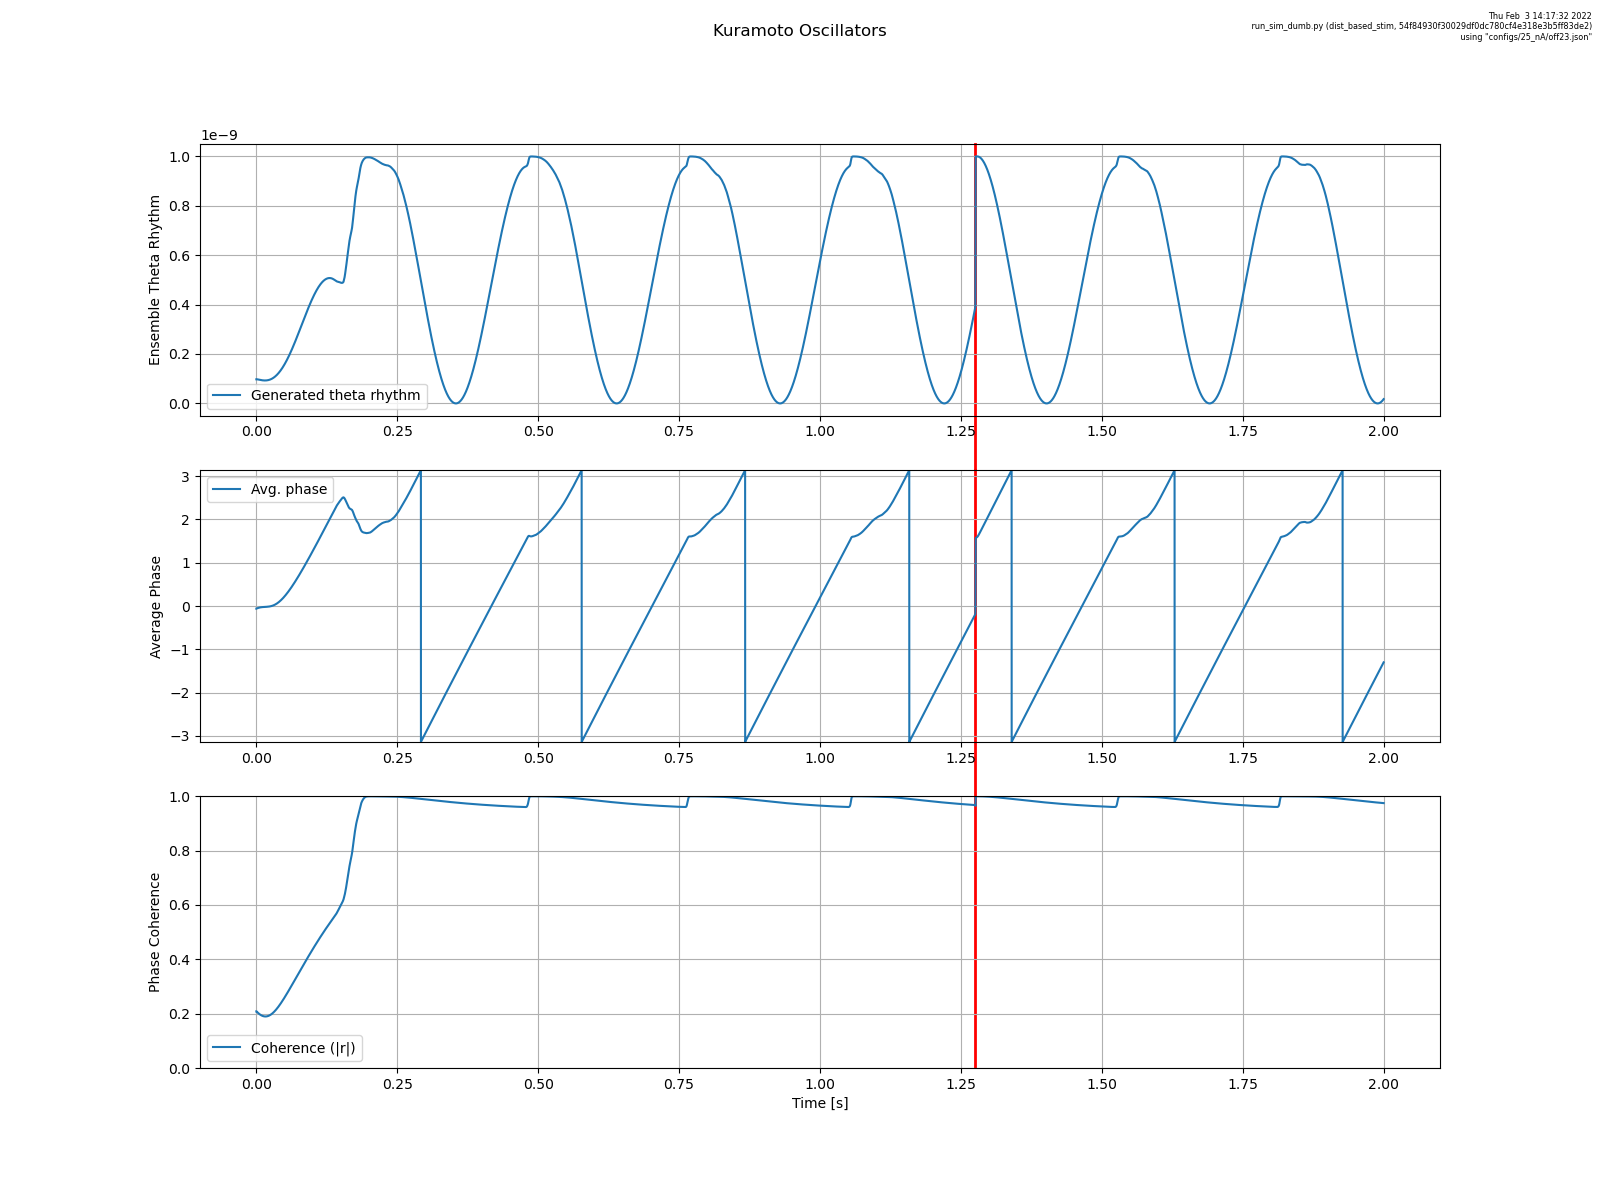 Thu Feb  3 14:17:32 2022
run_sim_dumb.py (dist_based_stim, 54f84930f30029df0dc780cf4e318e3b5ff83de2)
using "configs/25_nA/off23.json"
Kuramoto Oscillators
1e−9
1.0
0.8
0.6
0.4
0.2
0.0
Ensemble Theta Rhythm
Generated theta rhythm
0.00 0.25 0.50 0.75 1.00 1.25 1.50 1.75 2.00
3
2
1
0
−1
−2
−3
Average Phase
Avg. phase
0.00 0.25 0.50 0.75 1.00 1.25 1.50 1.75 2.00
1.0
0.8
0.6
0.4
0.2
0.0
Phase Coherence
Coherence (|r|)
0.00 0.25 0.50 0.75 1.00 1.25 1.50 1.75 2.00
Time [s]